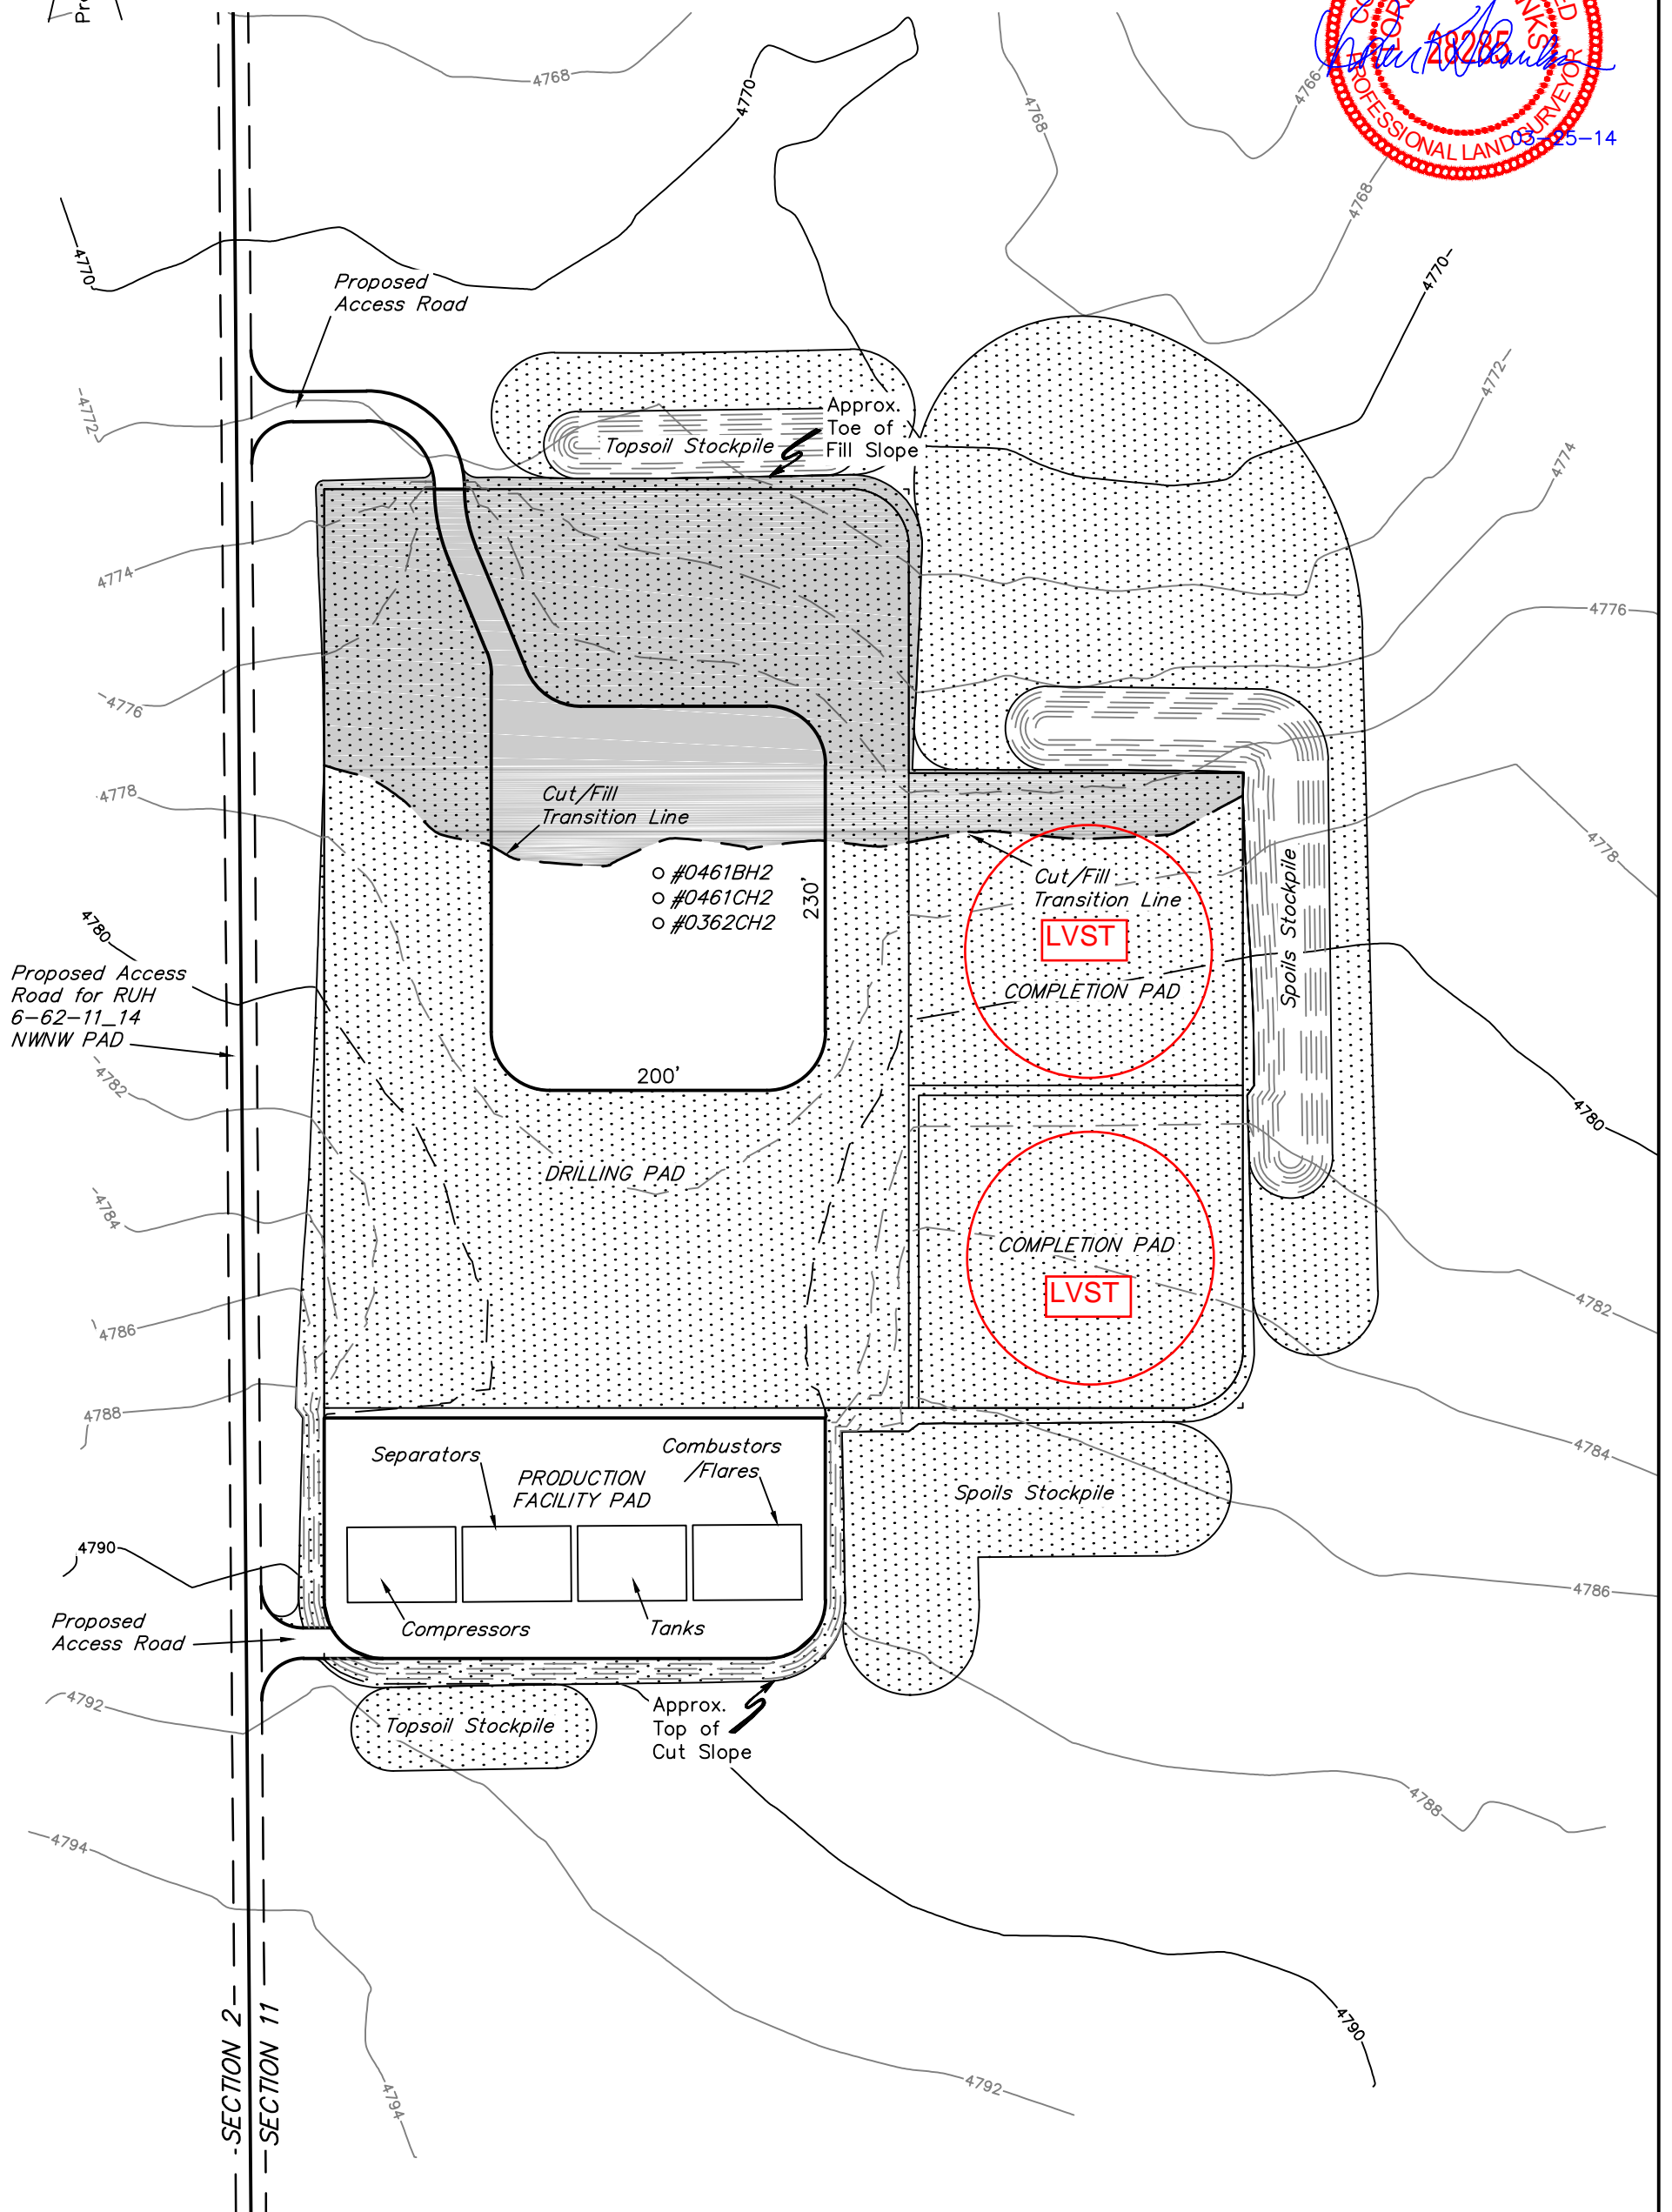 28285
PROFESSIONAL LAND SURVEYOR
03-25-14
4768
4770
4768
4766
4768
4770
4770
Proposed
Access Road
4772
4772
4774
Approx.
Toe of
Fill Slope
Topsoil Stockpile
4774
4776
4776
4778
Cut/Fill
Transition Line
#0461BH2
#0461CH2
#0362CH2
230'
200'
Cut/Fill
Transition Line
LVST
COMPLETION PAD
Spoils Stockpile
4778
4780
Proposed Access
Road for RUH
6-62-11_14
NWNW PAD
4782
4780
DRILLING PAD
4784
COMPLETION PAD
LVST
4782
4786
4788
4784
Separators
PRODUCTION
FACILITY PAD
Combustors
/Flares
Spoils Stockpile
4790
4786
Proposed
Access Road
Compressors
Tanks
4792
Topsoil Stockpile
Approx.
Top of
Cut Slope
4788
4794
4790
SECTION 2
SECTION 11
4794
4792